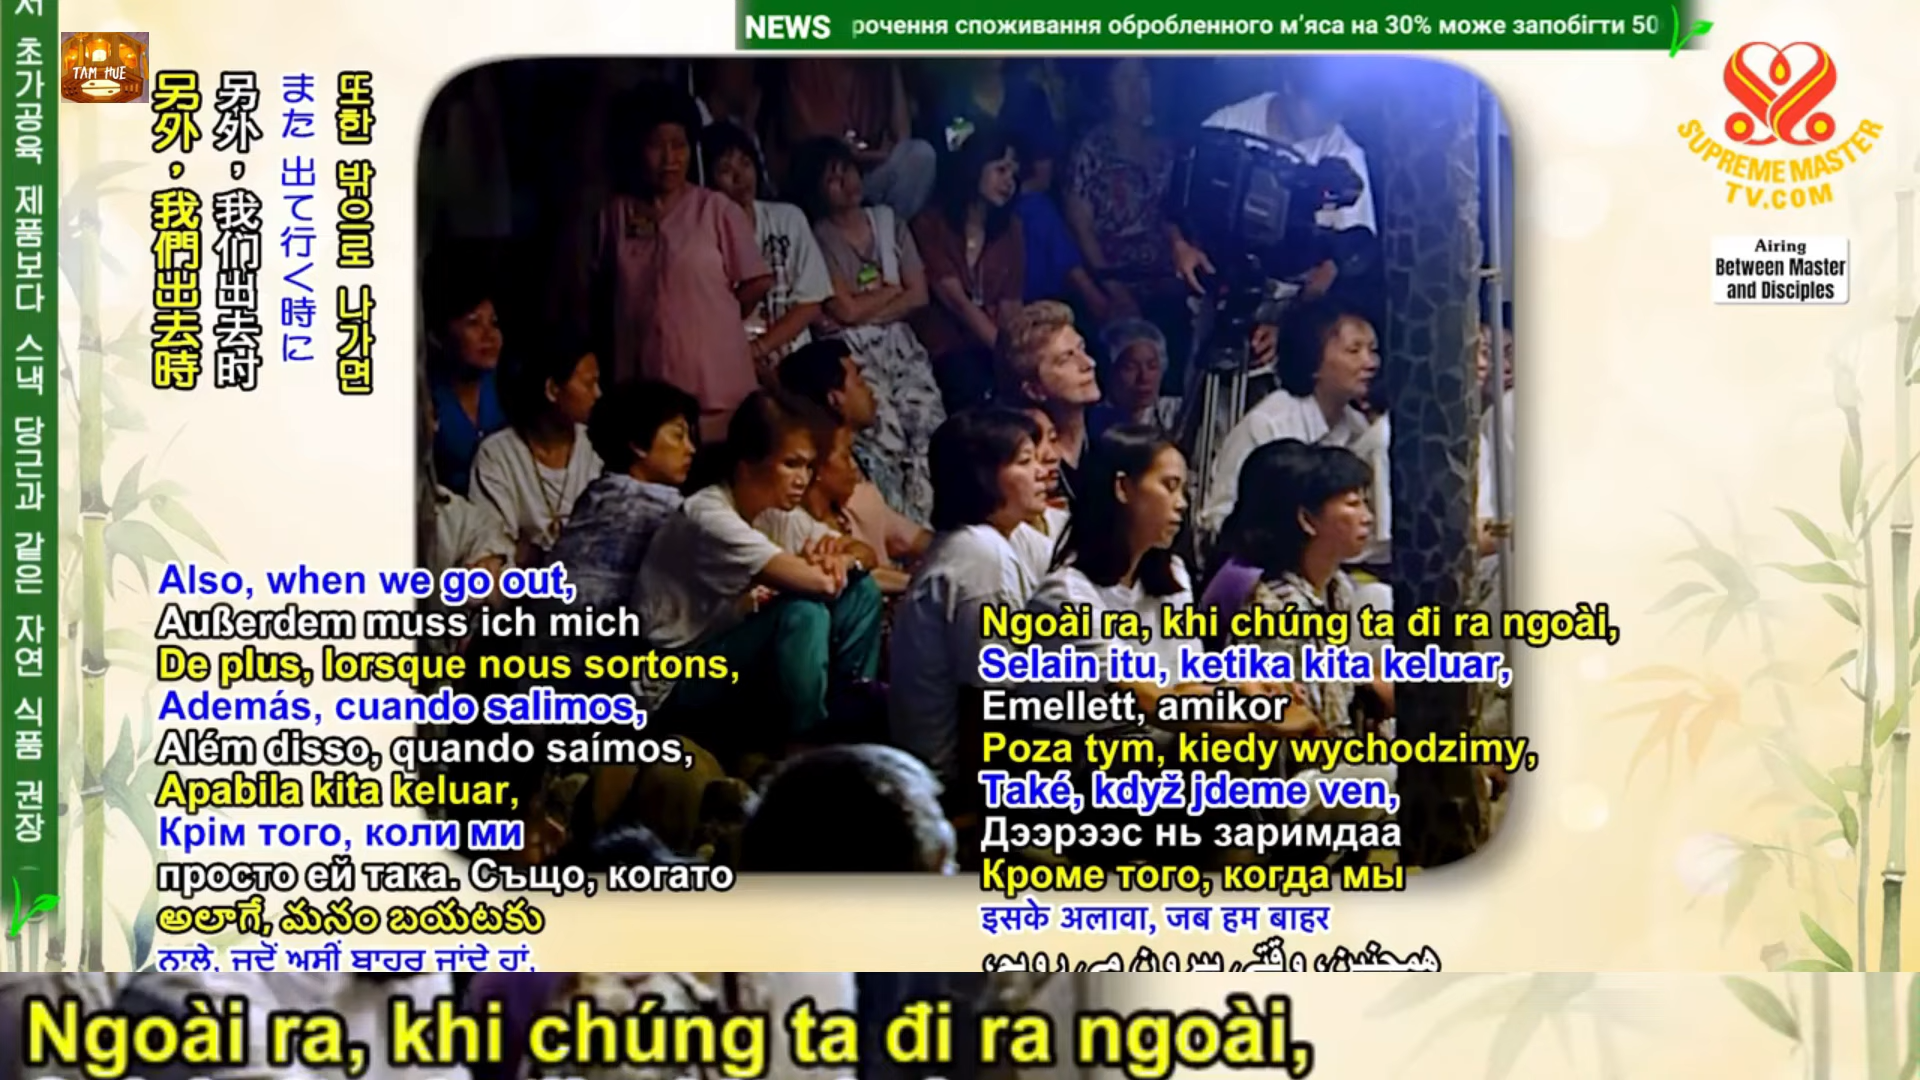 NEWS рочення споживання обробленного м'яса на 30% може запобігти 50
서 초가공육 제품보다 스낵 당근과 같은 자연 식품 권장
TAM HUE
另外，我們出去時
另外，我们出去时
また 出て行く時に
또한 밖으로 나가면
SUPREME MASTER
TV.COM
Airing
Between Master
and Disciples
Also, when we go out,
Außerdem muss ich mich
De plus, lorsque nous sortons,
Además, cuando salimos,
Além disso, quando saímos,
Apabila kita keluar,
Крім того, коли ми
просто ей така. Също, когато
అలాగే, మనం బయటకు
ਨਾਲੇ, ਜਦੋਂ ਅਸੀਂ ਬਾਹਰ ਜਾਂਦੇ ਹਾਂ,
Ngoài ra, khi chúng ta đi ra ngoài,
Selain itu, ketika kita keluar,
Emellett, amikor
Poza tym, kiedy wychodzimy,
Také, když jdeme ven,
Дээрээс нь заримдаа
Кроме того, когда мы
इसके अलावा, जब हम बाहर
Ngoài ra, khi chúng ta đi ra ngoài,